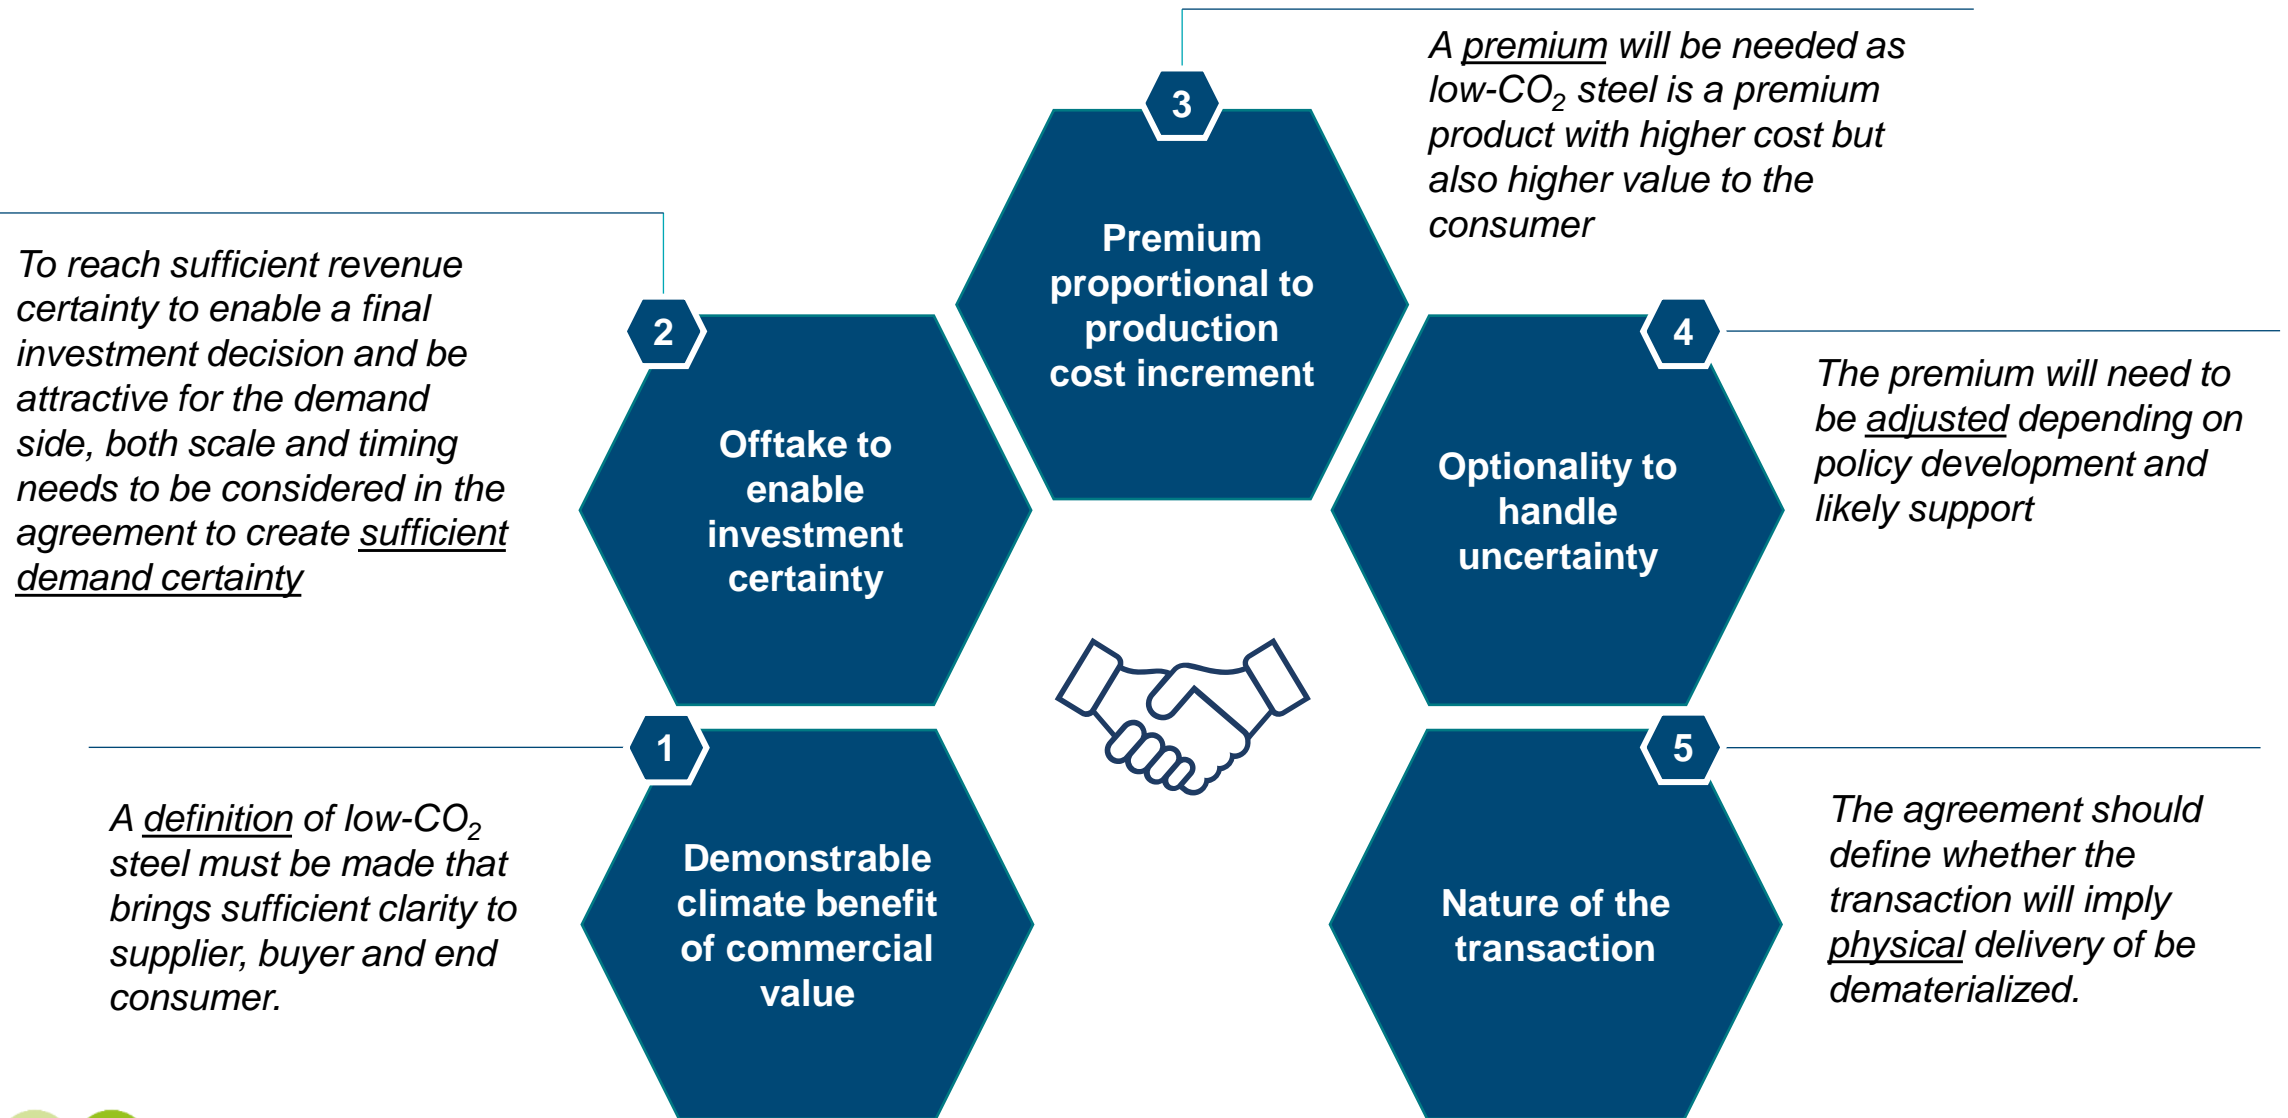 1
Demonstrable
climate benefit
of commercial
value
A definition of low-CO₂
steel must be made that
brings sufficient clarity to
supplier, buyer and end
consumer.
2
Offtake to
enable
investment
certainty
To reach sufficient revenue
certainty to enable a final
investment decision and be
attractive for the demand
side, both scale and timing
needs to be considered in the
agreement to create sufficient
demand certainty
3
Premium
proportional to
production
cost increment
A premium will be needed as
low-CO₂ steel is a premium
product with higher cost but
also higher value to the
consumer
4
Optionality to
handle
uncertainty
The premium will need to
be adjusted depending on
policy development and
likely support
5
Nature of the
transaction
The agreement should
define whether the
transaction will imply
physical delivery of be
dematerialized.